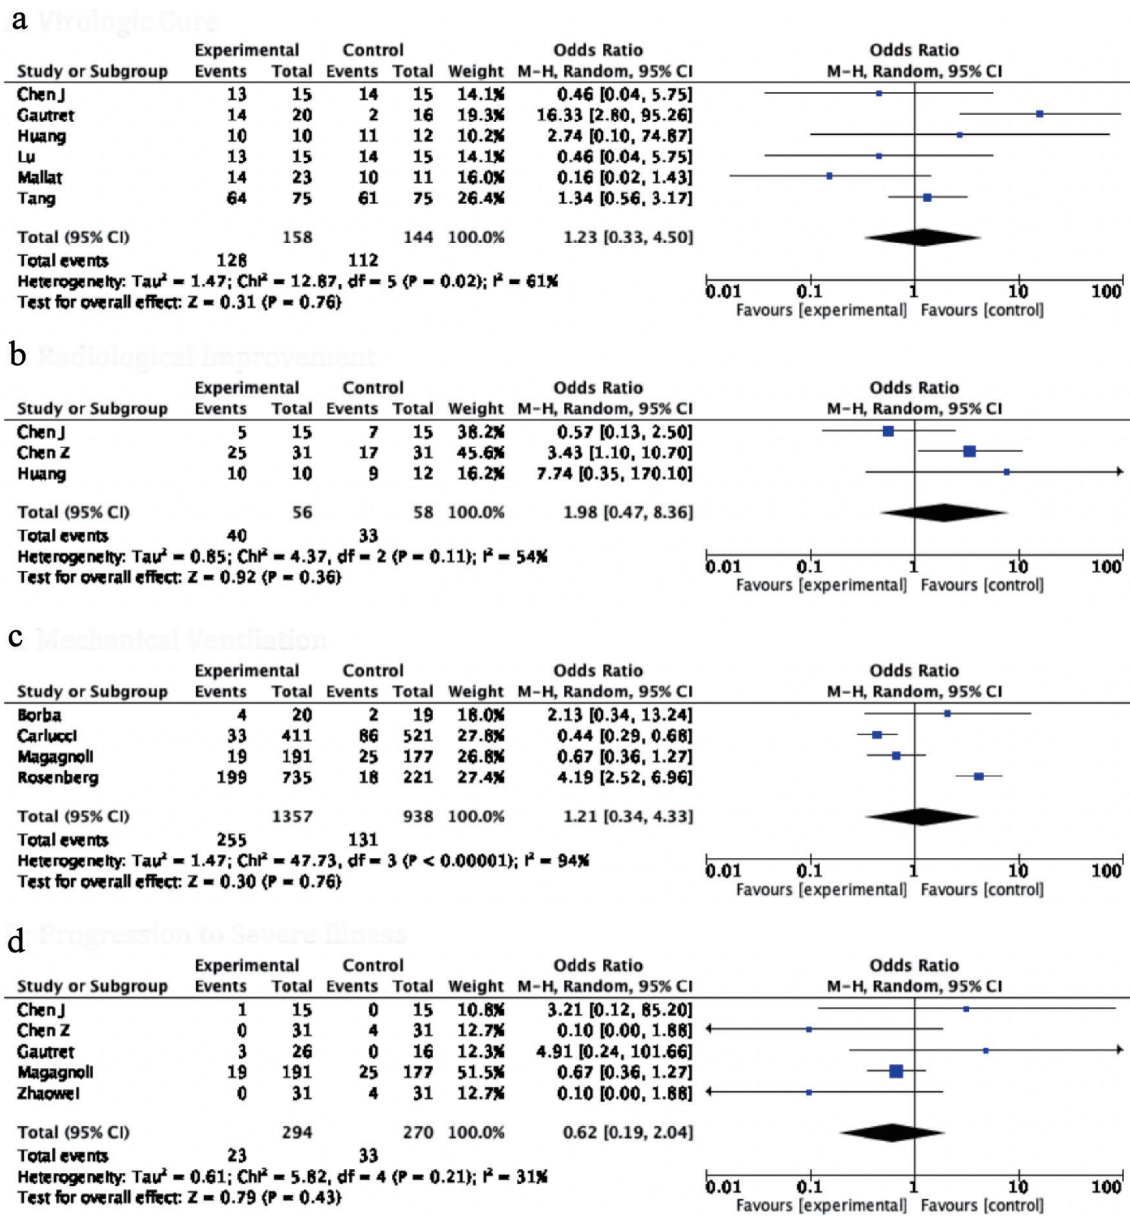 a
Virologic Cure
Experimental Control Odds Ratio Odds Ratio
Study or Subgroup Events Total Events Total Weight M-H, Random, 95% CI M-H, Random, 95% CI
Chen J 13 15 14 15 14.1% 0.46 [0.04, 5.75]
Gautret 14 20 2 16 19.3% 16.33 [2.80, 95.26]
Huang 10 10 11 12 10.2% 2.74 [0.10, 74.87]
Lu 13 15 14 15 14.1% 0.46 [0.04, 5.75]
Mallat 14 23 10 11 16.0% 0.16 [0.02, 1.43]
Tang 64 75 61 75 26.4% 1.34 [0.56, 3.17]
Total (95% CI) 158 144 100.0% 1.23 [0.33, 4.50]
Total events 128 112
Heterogeneity: Tau² = 1.47; Chi² = 12.87, df = 5 (P = 0.02); I² = 61%
Test for overall effect: Z = 0.31 (P = 0.76)
0.01 0.1 1 10 100
Favours [experimental] Favours [control]
b
Radiological Improvement
Experimental Control Odds Ratio Odds Ratio
Study or Subgroup Events Total Events Total Weight M-H, Random, 95% CI M-H, Random, 95% CI
Chen J 5 15 7 15 38.2% 0.57 [0.13, 2.50]
Chen Z 25 31 17 31 45.6% 3.43 [1.10, 10.70]
Huang 10 10 9 12 16.2% 7.74 [0.35, 170.10]
Total (95% CI) 56 58 100.0% 1.98 [0.47, 8.36]
Total events 40 33
Heterogeneity: Tau² = 0.85; Chi² = 4.37, df = 2 (P = 0.11); I² = 54%
Test for overall effect: Z = 0.92 (P = 0.36)
0.01 0.1 1 10 100
Favours [experimental] Favours [control]
c
Mechanical Ventilation
Experimental Control Odds Ratio Odds Ratio
Study or Subgroup Events Total Events Total Weight M-H, Random, 95% CI M-H, Random, 95% CI
Borba 4 20 2 19 18.0% 2.13 [0.34, 13.24]
Carlucci 33 411 86 521 27.8% 0.44 [0.29, 0.68]
Magagnoli 19 191 25 177 26.8% 0.67 [0.36, 1.27]
Rosenberg 199 735 18 221 27.4% 4.19 [2.52, 6.96]
Total (95% CI) 1357 938 100.0% 1.21 [0.34, 4.33]
Total events 255 131
Heterogeneity: Tau² = 1.47; Chi² = 47.73, df = 3 (P < 0.00001); I² = 94%
Test for overall effect: Z = 0.30 (P = 0.76)
0.01 0.1 1 10 100
Favours [experimental] Favours [control]
d
Progression to Severe Illness
Experimental Control Odds Ratio Odds Ratio
Study or Subgroup Events Total Events Total Weight M-H, Random, 95% CI M-H, Random, 95% CI
Chen J 1 15 0 15 10.8% 3.21 [0.12, 85.20]
Chen Z 0 31 4 31 12.7% 0.10 [0.00, 1.88]
Gautret 3 26 0 16 12.3% 4.91 [0.24, 101.66]
Magagnoli 19 191 25 177 51.5% 0.67 [0.36, 1.27]
Zhaowei 0 31 4 31 12.7% 0.10 [0.00, 1.88]
Total (95% CI) 294 270 100.0% 0.62 [0.19, 2.04]
Total events 23 33
Heterogeneity: Tau² = 0.61; Chi² = 5.82, df = 4 (P = 0.21); I² = 31%
Test for overall effect: Z = 0.79 (P = 0.43)
0.01 0.1 1 10 100
Favours [experimental] Favours [control]